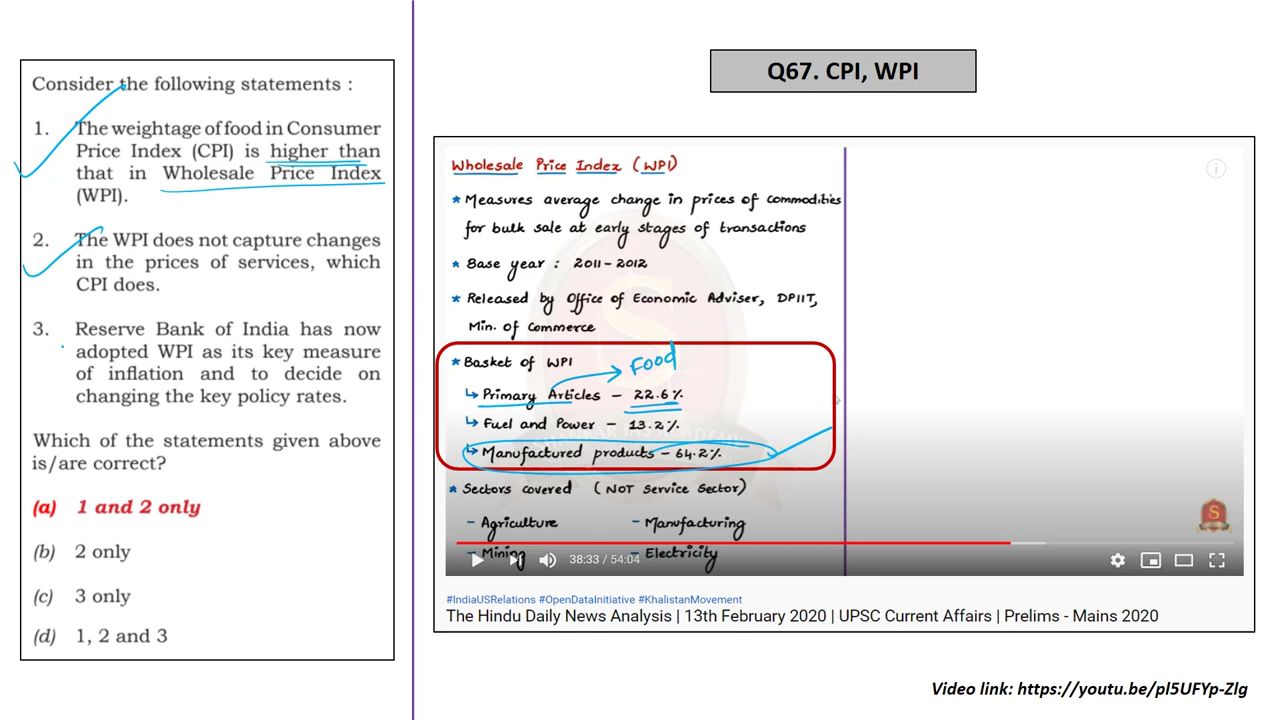 Q67. CPI, WPI
Consider the following statements :
1. The weightage of food in Consumer
Price Index (CPI) is higher than
that in Wholesale Price Index
(WPI).
2. The WPI does not capture changes
in the prices of services, which
CPI does.
3. Reserve Bank of India has now
adopted WPI as its key measure
of inflation and to decide on
changing the key policy rates.
Which of the statements given above
is/are correct?
(a) 1 and 2 only
(b) 2 only
(c) 3 only
(d) 1, 2 and 3
Wholesale Price Index (WPI)
* Measures average change in prices of commodities
for bulk sale at early stages of transactions
* Base year : 2011-2012
* Released by Office of Economic Adviser, DPIIT,
Min. of Commerce
* Basket of WPI
Food
↳ Primary Articles - 22.6%
↳ Fuel and Power - 13.2%
↳ Manufactured products - 64.2%
* Sectors covered (NOT Service Sector)
- Agriculture - Manufacturing
- Mining - Electricity
38:33 / 54:04
#IndiaUSRelations #OpenDataInitiative #KhalistanMovement
The Hindu Daily News Analysis | 13th February 2020 | UPSC Current Affairs | Prelims - Mains 2020
Video link: https://youtu.be/pl5UFYp-Zlg